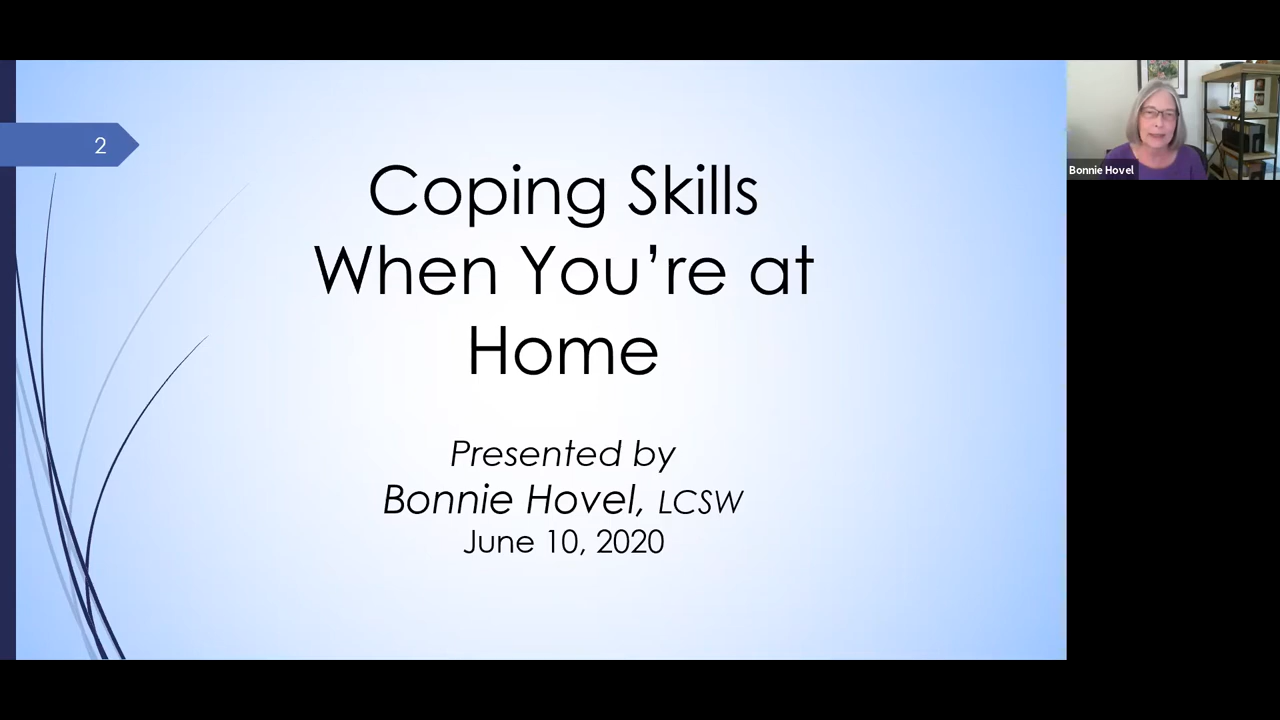 2
Coping Skills
When You’re at
Home
Presented by
Bonnie Hovel, LCSW
June 10, 2020
Bonnie Hovel